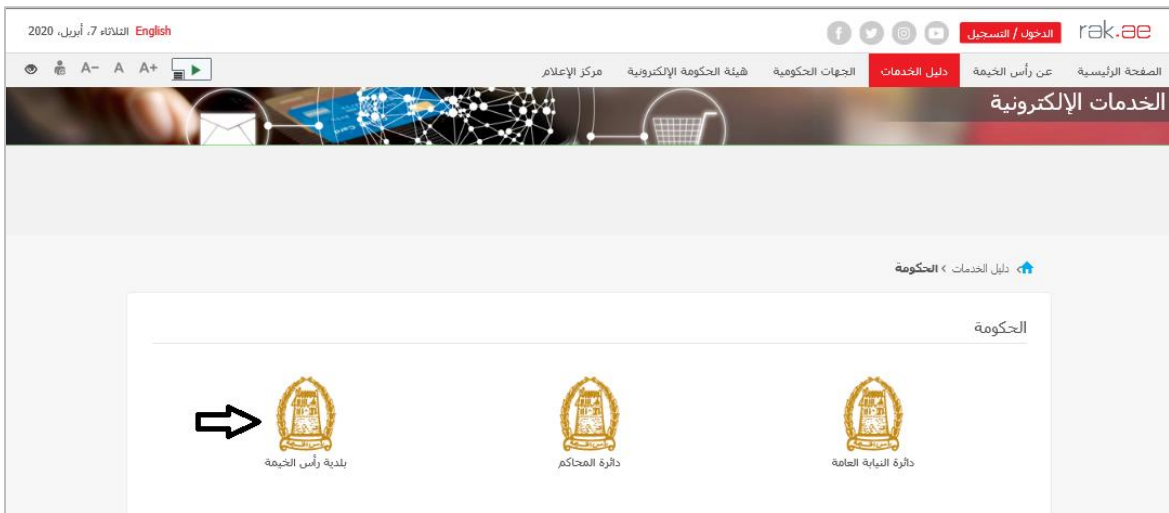 rak.ae الدخول / التسجيل English الثلاثاء 7، أبريل، 2020
الصفحة الرئيسية عن رأس الخيمة دليل الخدمات الجهات الحكومية هيئة الحكومة الإلكترونية مركز الإعلام A+ A A-
الخدمات الإلكترونية
دليل الخدمات › الحكومة
الحكومة
دائرة النيابة العامة دائرة المحاكم بلدية رأس الخيمة